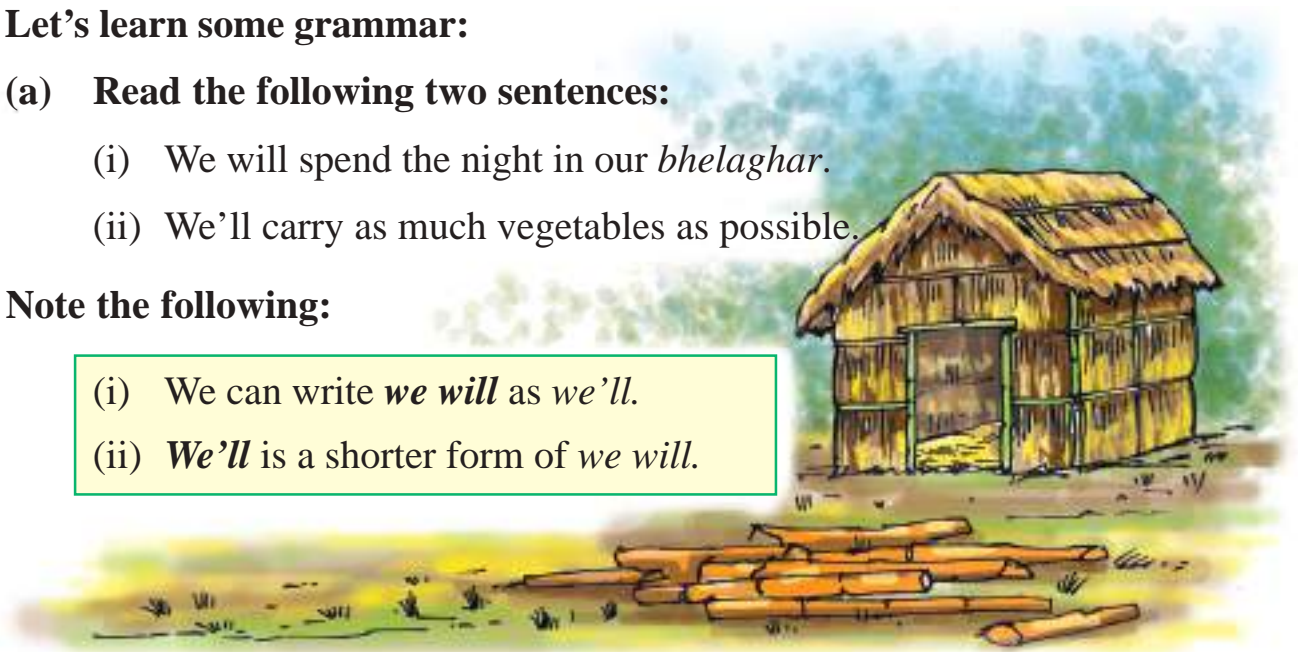 Let’s learn some grammar:
(a) Read the following two sentences:
(i) We will spend the night in our bhelaghar.
(ii) We’ll carry as much vegetables as possible.
Note the following:
(i) We can write we will as we’ll.
(ii) We’ll is a shorter form of we will.